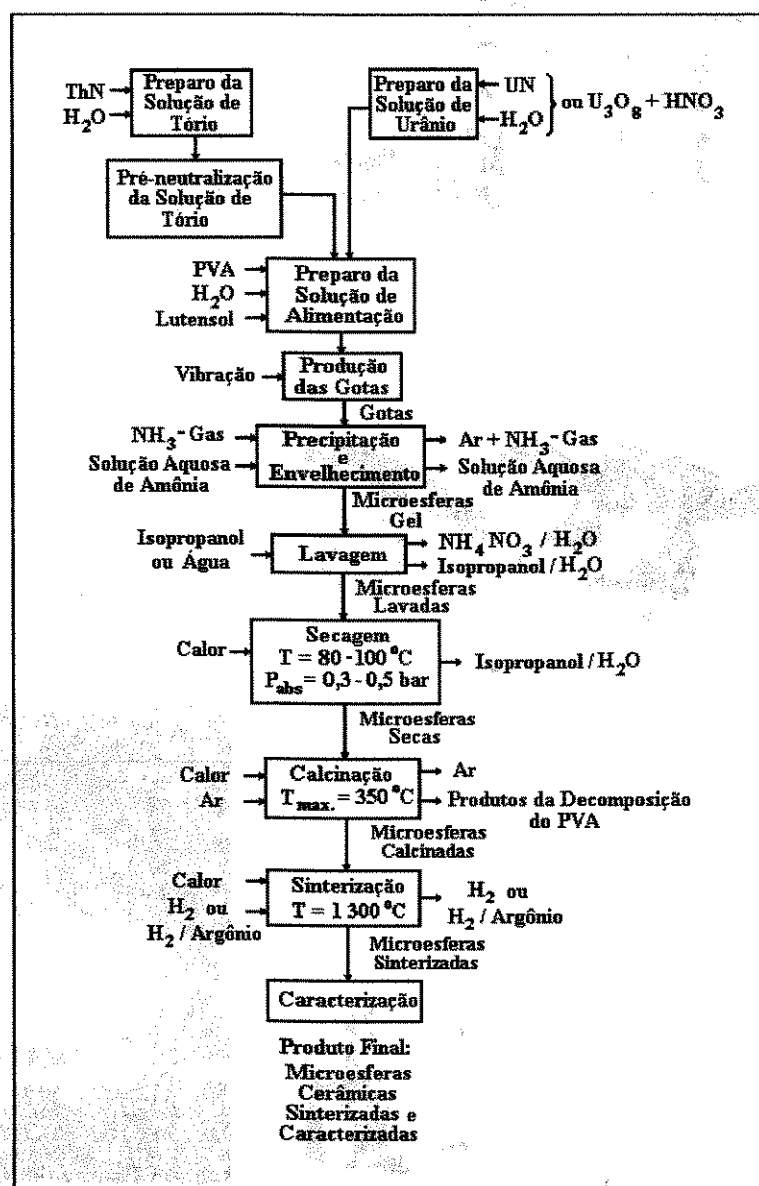 ThN
H2O
Preparo da
Solução de
Tório
Preparo da
Solução de
Urânio
UN
H2O
ou U3O8 + HNO3
Pré-neutralização
da Solução de
Tório
PVA
H2O
Lutensol
Preparo da
Solução de
Alimentação
Vibração
Produção
das Gotas
Gotas
NH3-Gas
Solução Aquosa
de Amônia
Precipitação
e
Envelhecimento
Ar + NH3-Gas
Solução Aquosa
de Amônia
Microesferas
Gel
Isopropanol
ou Água
Lavagem
NH4 NO3 / H2O
Isopropanol / H2O
Microesferas
Lavadas
Calor
Secagem
T = 80 - 100 °C
Pabs = 0,3 - 0,5 bar
Isopropanol / H2O
Microesferas
Secas
Calor
Ar
Calcinação
Tmax. = 350 °C
Ar
Produtos da Decomposição
do PVA
Microesferas
Calcinadas
Calor
H2 ou
H2 / Argônio
Sinterização
T = 1 300 °C
H2 ou
H2 / Argônio
Microesferas
Sinterizadas
Caracterização
Produto Final:
Microesferas
Cerâmicas
Sinterizadas e
Caracterizadas